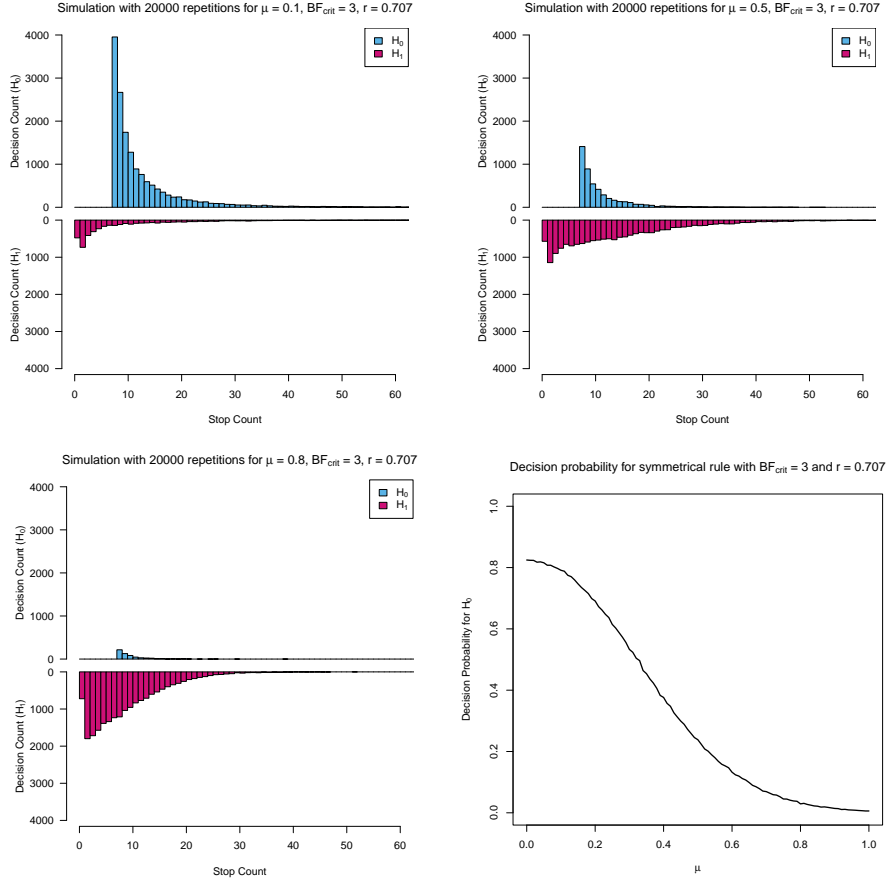 Simulation with 20000 repetitions for μ = 0.1, BFcrit = 3, r = 0.707
Decision Count (H0)
4000
3000
2000
1000
0
H0
H1
Decision Count (H1)
0
1000
2000
3000
4000
0 10 20 30 40 50 60
Stop Count
Simulation with 20000 repetitions for μ = 0.5, BFcrit = 3, r = 0.707
Decision Count (H0)
4000
3000
2000
1000
0
H0
H1
Decision Count (H1)
0
1000
2000
3000
4000
0 10 20 30 40 50 60
Stop Count
Simulation with 20000 repetitions for μ = 0.8, BFcrit = 3, r = 0.707
Decision Count (H0)
4000
3000
2000
1000
0
H0
H1
Decision Count (H1)
0
1000
2000
3000
4000
0 10 20 30 40 50 60
Stop Count
Decision probability for symmetrical rule with BFcrit = 3 and r = 0.707
Decision Probability for H0
1.0
0.8
0.6
0.4
0.2
0.0
0.0 0.2 0.4 0.6 0.8 1.0
μ